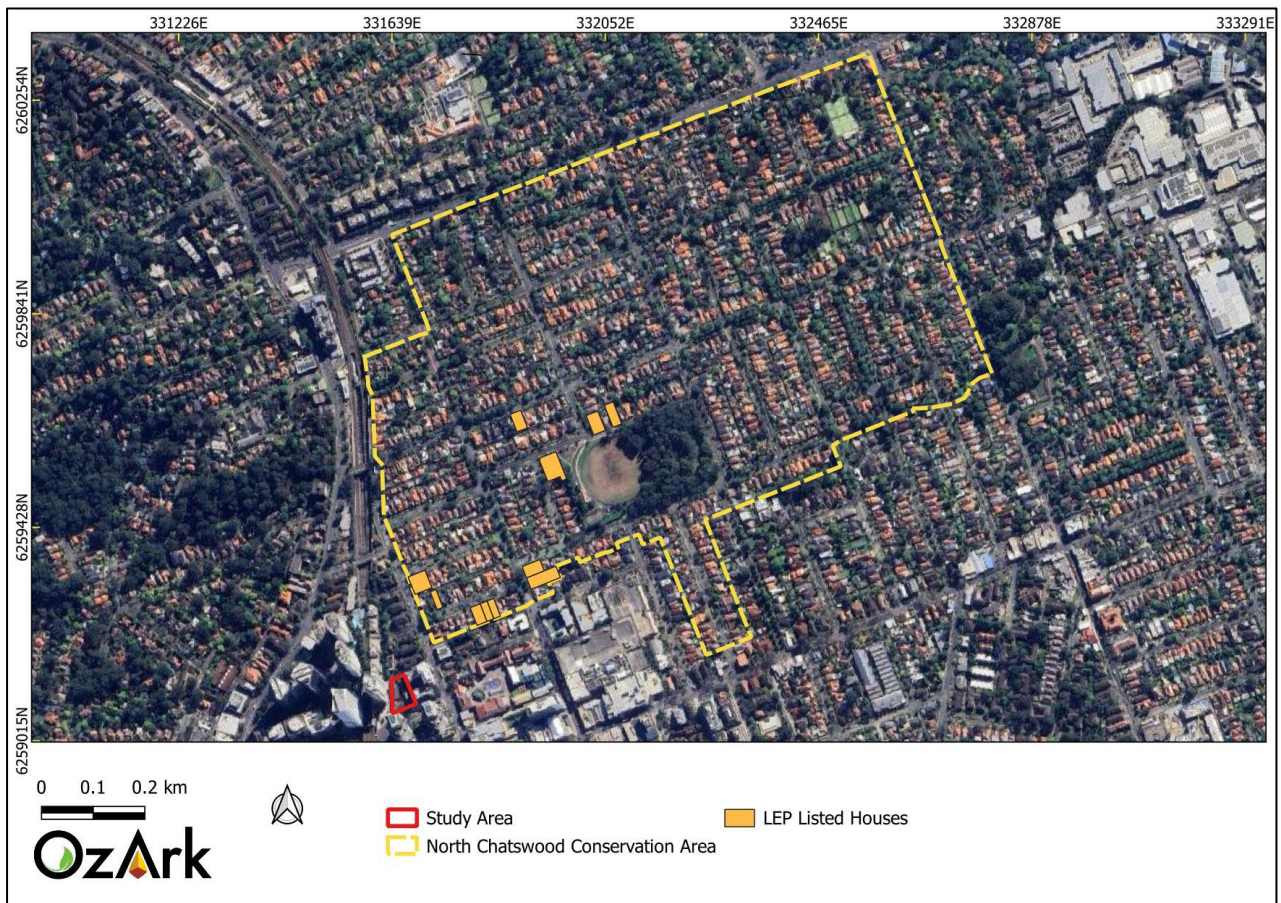 331226E 331639E 332052E 332465E 332878E 333291E
6260254N
6259841N
6259428N
6259015N
0 0.1 0.2 km
Study Area
North Chatswood Conservation Area
LEP Listed Houses
OzArk